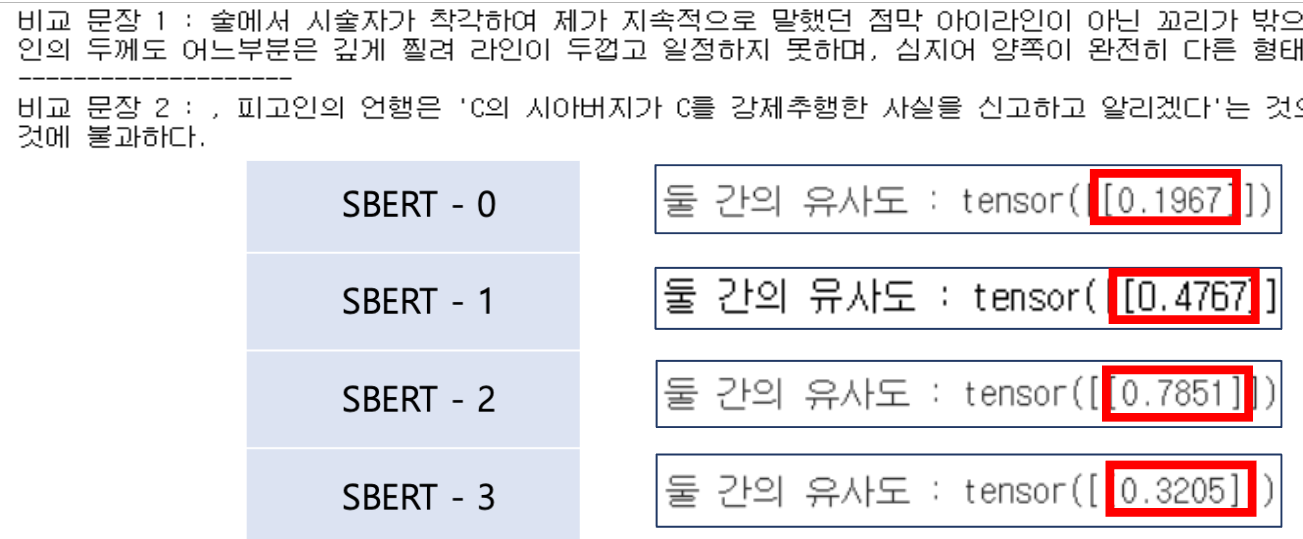 비교 문장 1 : 술에서 시술자가 착각하여 제가 지속적으로 말했던 점막 아이라인이 아닌 꼬리가 밖으
인의 두께도 어느부분은 깊게 찔려 라인이 두껍고 일정하지 못하며, 심지어 양쪽이 완전히 다른 형태
--------------------
비교 문장 2 : , 피고인의 언행은 'C의 시아버지가 C를 강제추행한 사실을 신고하고 알리겠다'는 것으
것에 불과하다.
SBERT - 0 둘 간의 유사도 : tensor([[0.1967]])
SBERT - 1 둘 간의 유사도 : tensor([[0.4767]]
SBERT - 2 둘 간의 유사도 : tensor([[0.7851]])
SBERT - 3 둘 간의 유사도 : tensor([[0.3205]])